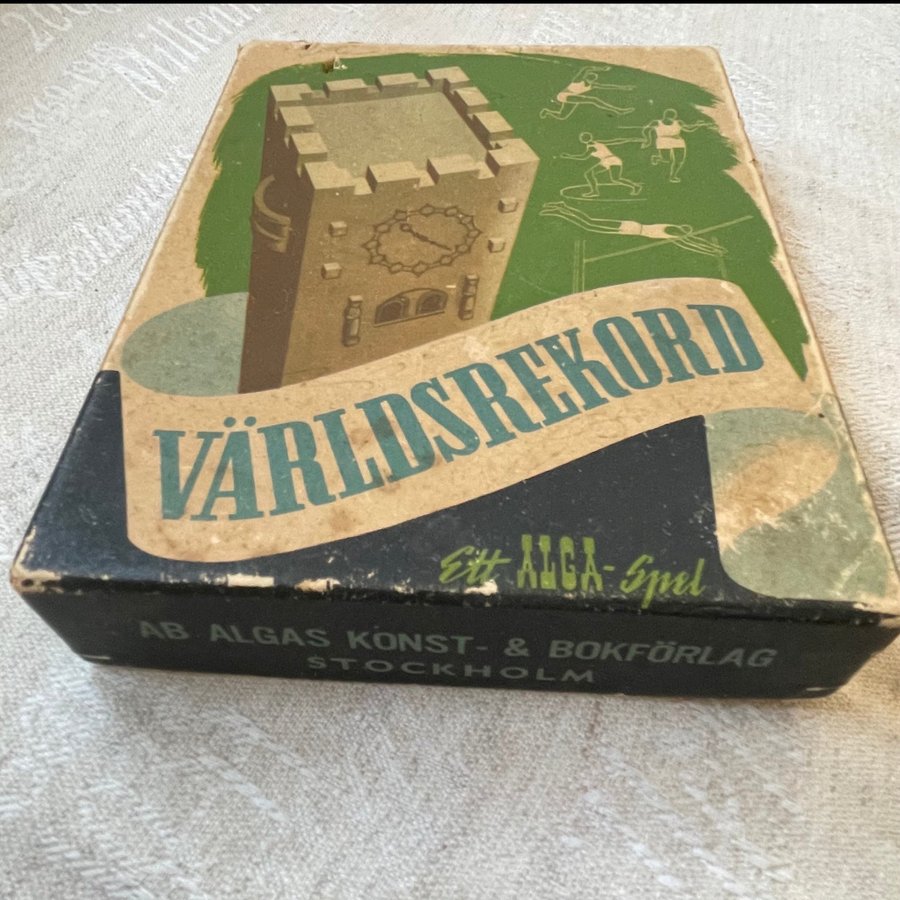 VÄRLDSREKORD
Ett ALGA-Spel
AB ALGAS KONST- & BOKFÖRLAG
STOCKHOLM